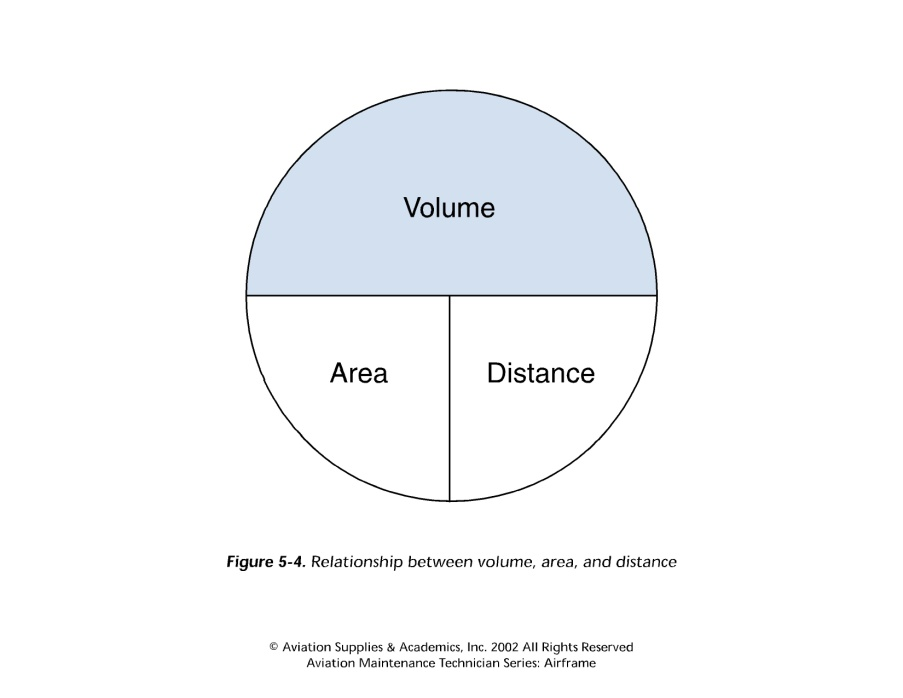 Volume
Area
Distance
Figure 5-4. Relationship between volume, area, and distance
© Aviation Supplies & Academics, Inc. 2002 All Rights Reserved
Aviation Maintenance Technician Series: Airframe